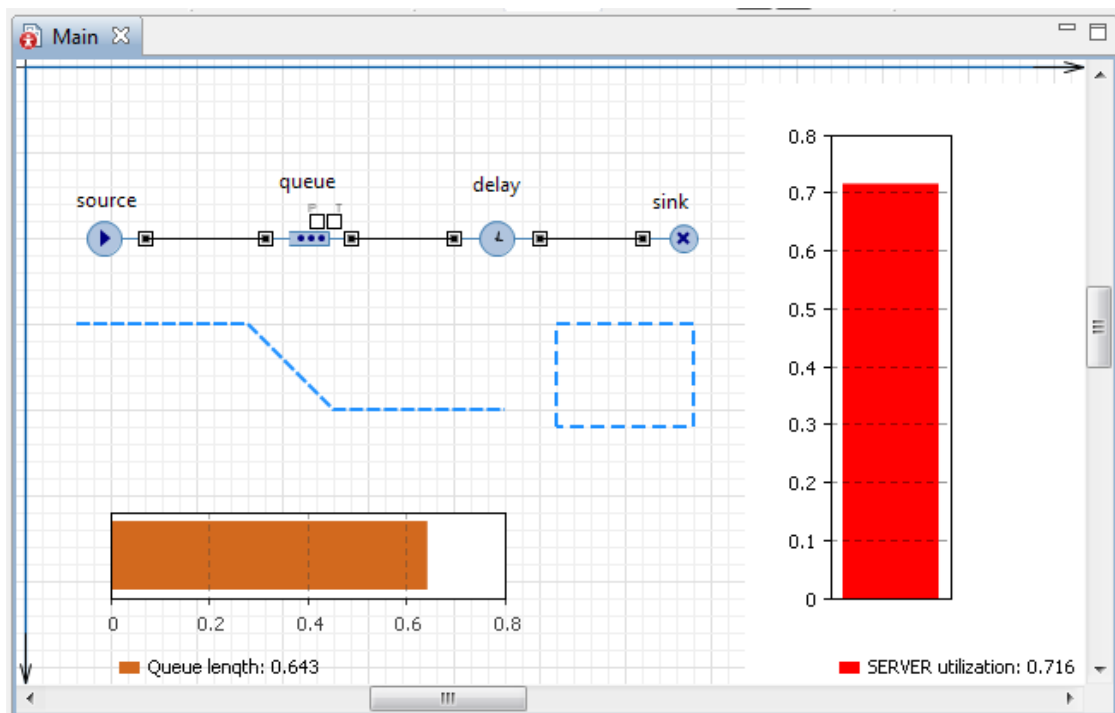 Main
source
queue
delay
sink
P T
0.8
0.7
0.6
0.5
0.4
0.3
0.2
0.1
0
0 0.2 0.4 0.6 0.8
Queue length: 0.643
SERVER utilization: 0.716